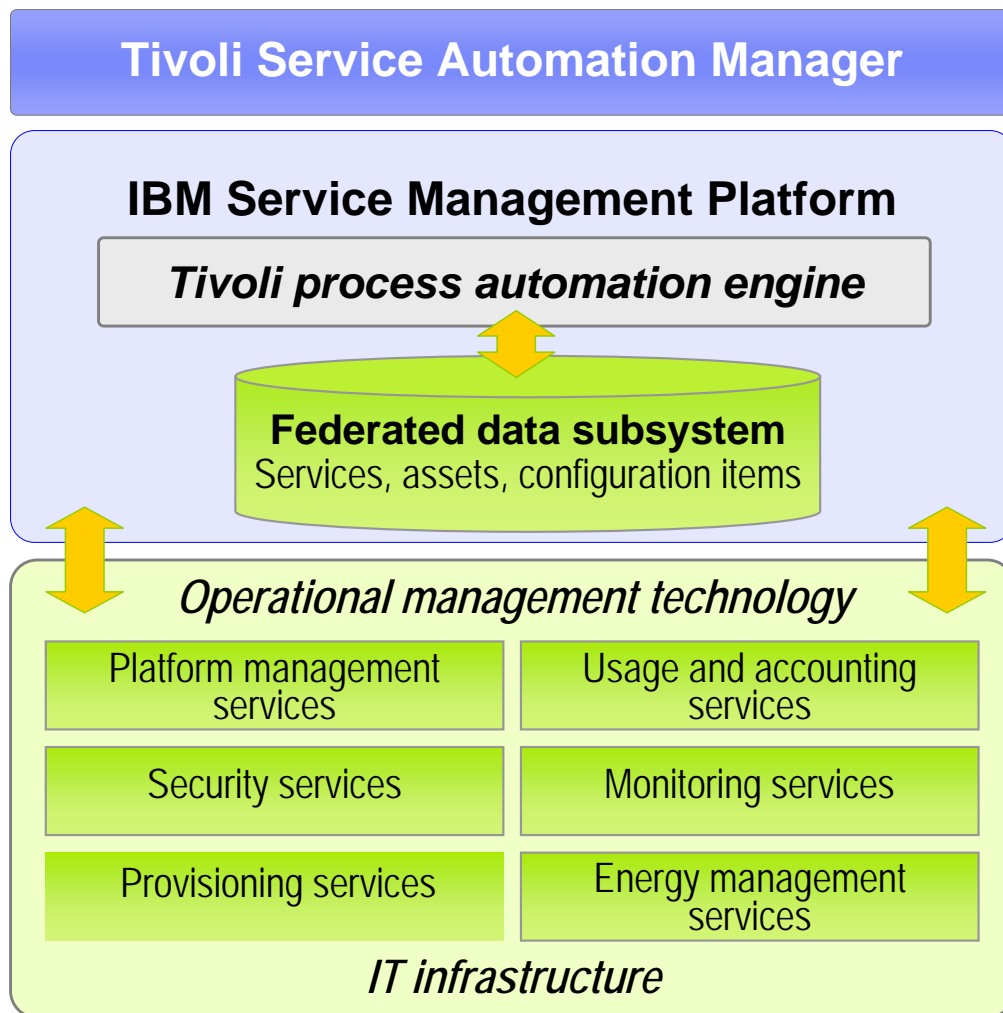 Tivoli Service Automation Manager
IBM Service Management Platform
Tivoli process automation engine
Federated data subsystem
Services, assets, configuration items
Operational management technology
Platform management
services
Usage and accounting
services
Security services
Monitoring services
Provisioning services
Energy management
services
IT infrastructure